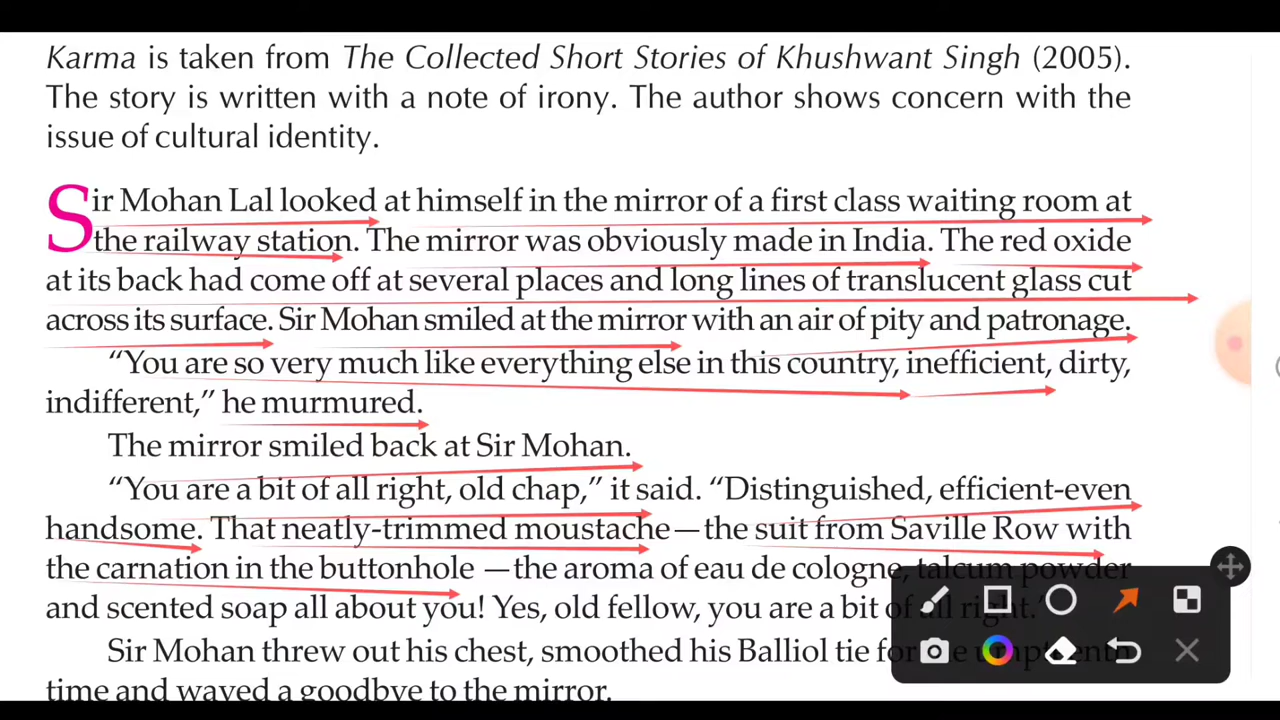 Karma is taken from The Collected Short Stories of Khushwant Singh (2005).
The story is written with a note of irony. The author shows concern with the
issue of cultural identity.
Sir Mohan Lal looked at himself in the mirror of a first class waiting room at
the railway station. The mirror was obviously made in India. The red oxide
at its back had come off at several places and long lines of translucent glass cut
across its surface. Sir Mohan smiled at the mirror with an air of pity and patronage.
“You are so very much like everything else in this country, inefficient, dirty,
indifferent,” he murmured.
The mirror smiled back at Sir Mohan.
“You are a bit of all right, old chap,” it said. “Distinguished, efficient-even
handsome. That neatly-trimmed moustache—the suit from Saville Row with
the carnation in the buttonhole —the aroma of eau de cologne, talcum powder
and scented soap all about you! Yes, old fellow, you are a bit of all right.”
Sir Mohan threw out his chest, smoothed his Balliol tie for the umpteenth
time and waved a goodbye to the mirror.